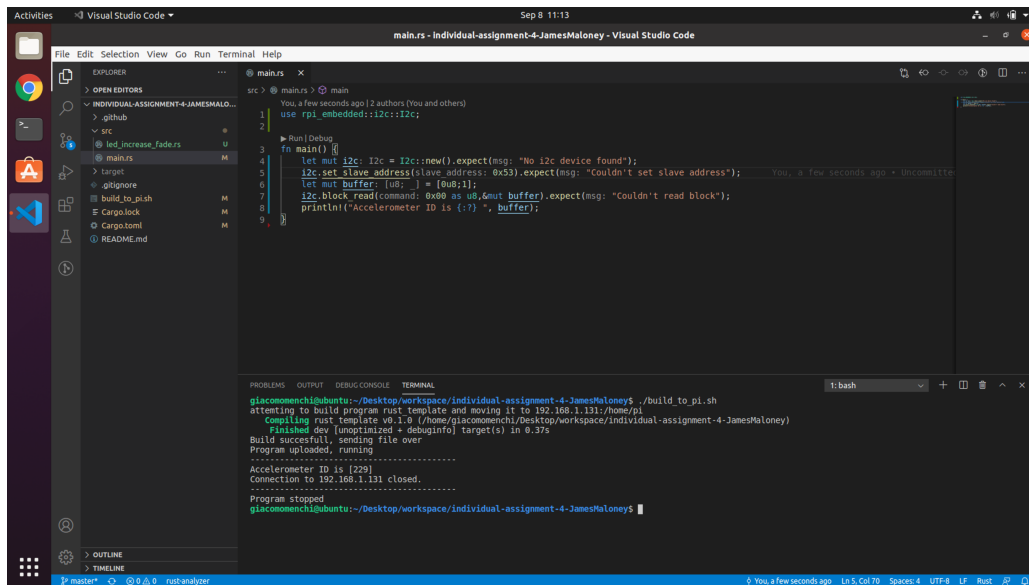 Activities
Visual Studio Code
Sep 8 11:13
main.rs - individual-assignment-4-JamesMaloney - Visual Studio Code
File Edit Selection View Go Run Terminal Help
EXPLORER
OPEN EDITORS
INDIVIDUAL-ASSIGNMENT-4-JAMESMALO...
.github
src
led_increase_fade.rs U
main.rs M
target
.gitignore
build_to_pi.sh M
Cargo.lock M
Cargo.toml M
README.md
OUTLINE
TIMELINE
main.rs
src > main.rs > main
You, a few seconds ago | 2 authors (You and others)
1 use rpi_embedded::i2c::I2c;
2
Run | Debug
3 fn main() {
4 let mut i2c: I2c = I2c::new().expect(msg: "No i2c device found");
5 i2c.set_slave_address(slave_address: 0x53).expect(msg: "Couldn't set slave address"); You, a few seconds ago • Uncommitte
6 let mut buffer: [u8; _] = [0u8;1];
7 i2c.block_read(command: 0x00 as u8,&mut buffer).expect(msg: "Couldn't read block");
8 println!("Accelerometer ID is {:?} ", buffer);
9 }
PROBLEMS OUTPUT DEBUG CONSOLE TERMINAL
1: bash
giacomomenchi@ubuntu:~/Desktop/workspace/individual-assignment-4-JamesMaloney$ ./build_to_pi.sh
attemting to build program rust_template and moving it to 192.168.1.131:/home/pi
Compiling rust_template v0.1.0 (/home/giacomomenchi/Desktop/workspace/individual-assignment-4-JamesMaloney)
Finished dev [unoptimized + debuginfo] target(s) in 0.37s
Build succesfull, sending file over
Program uploaded, running
-----------------------------------------
Accelerometer ID is [229]
Connection to 192.168.1.131 closed.
-----------------------------------------
Program stopped
giacomomenchi@ubuntu:~/Desktop/workspace/individual-assignment-4-JamesMaloney$
master* 0 0 rust-analyzer You, a few seconds ago Ln 5, Col 70 Spaces: 4 UTF-8 LF Rust